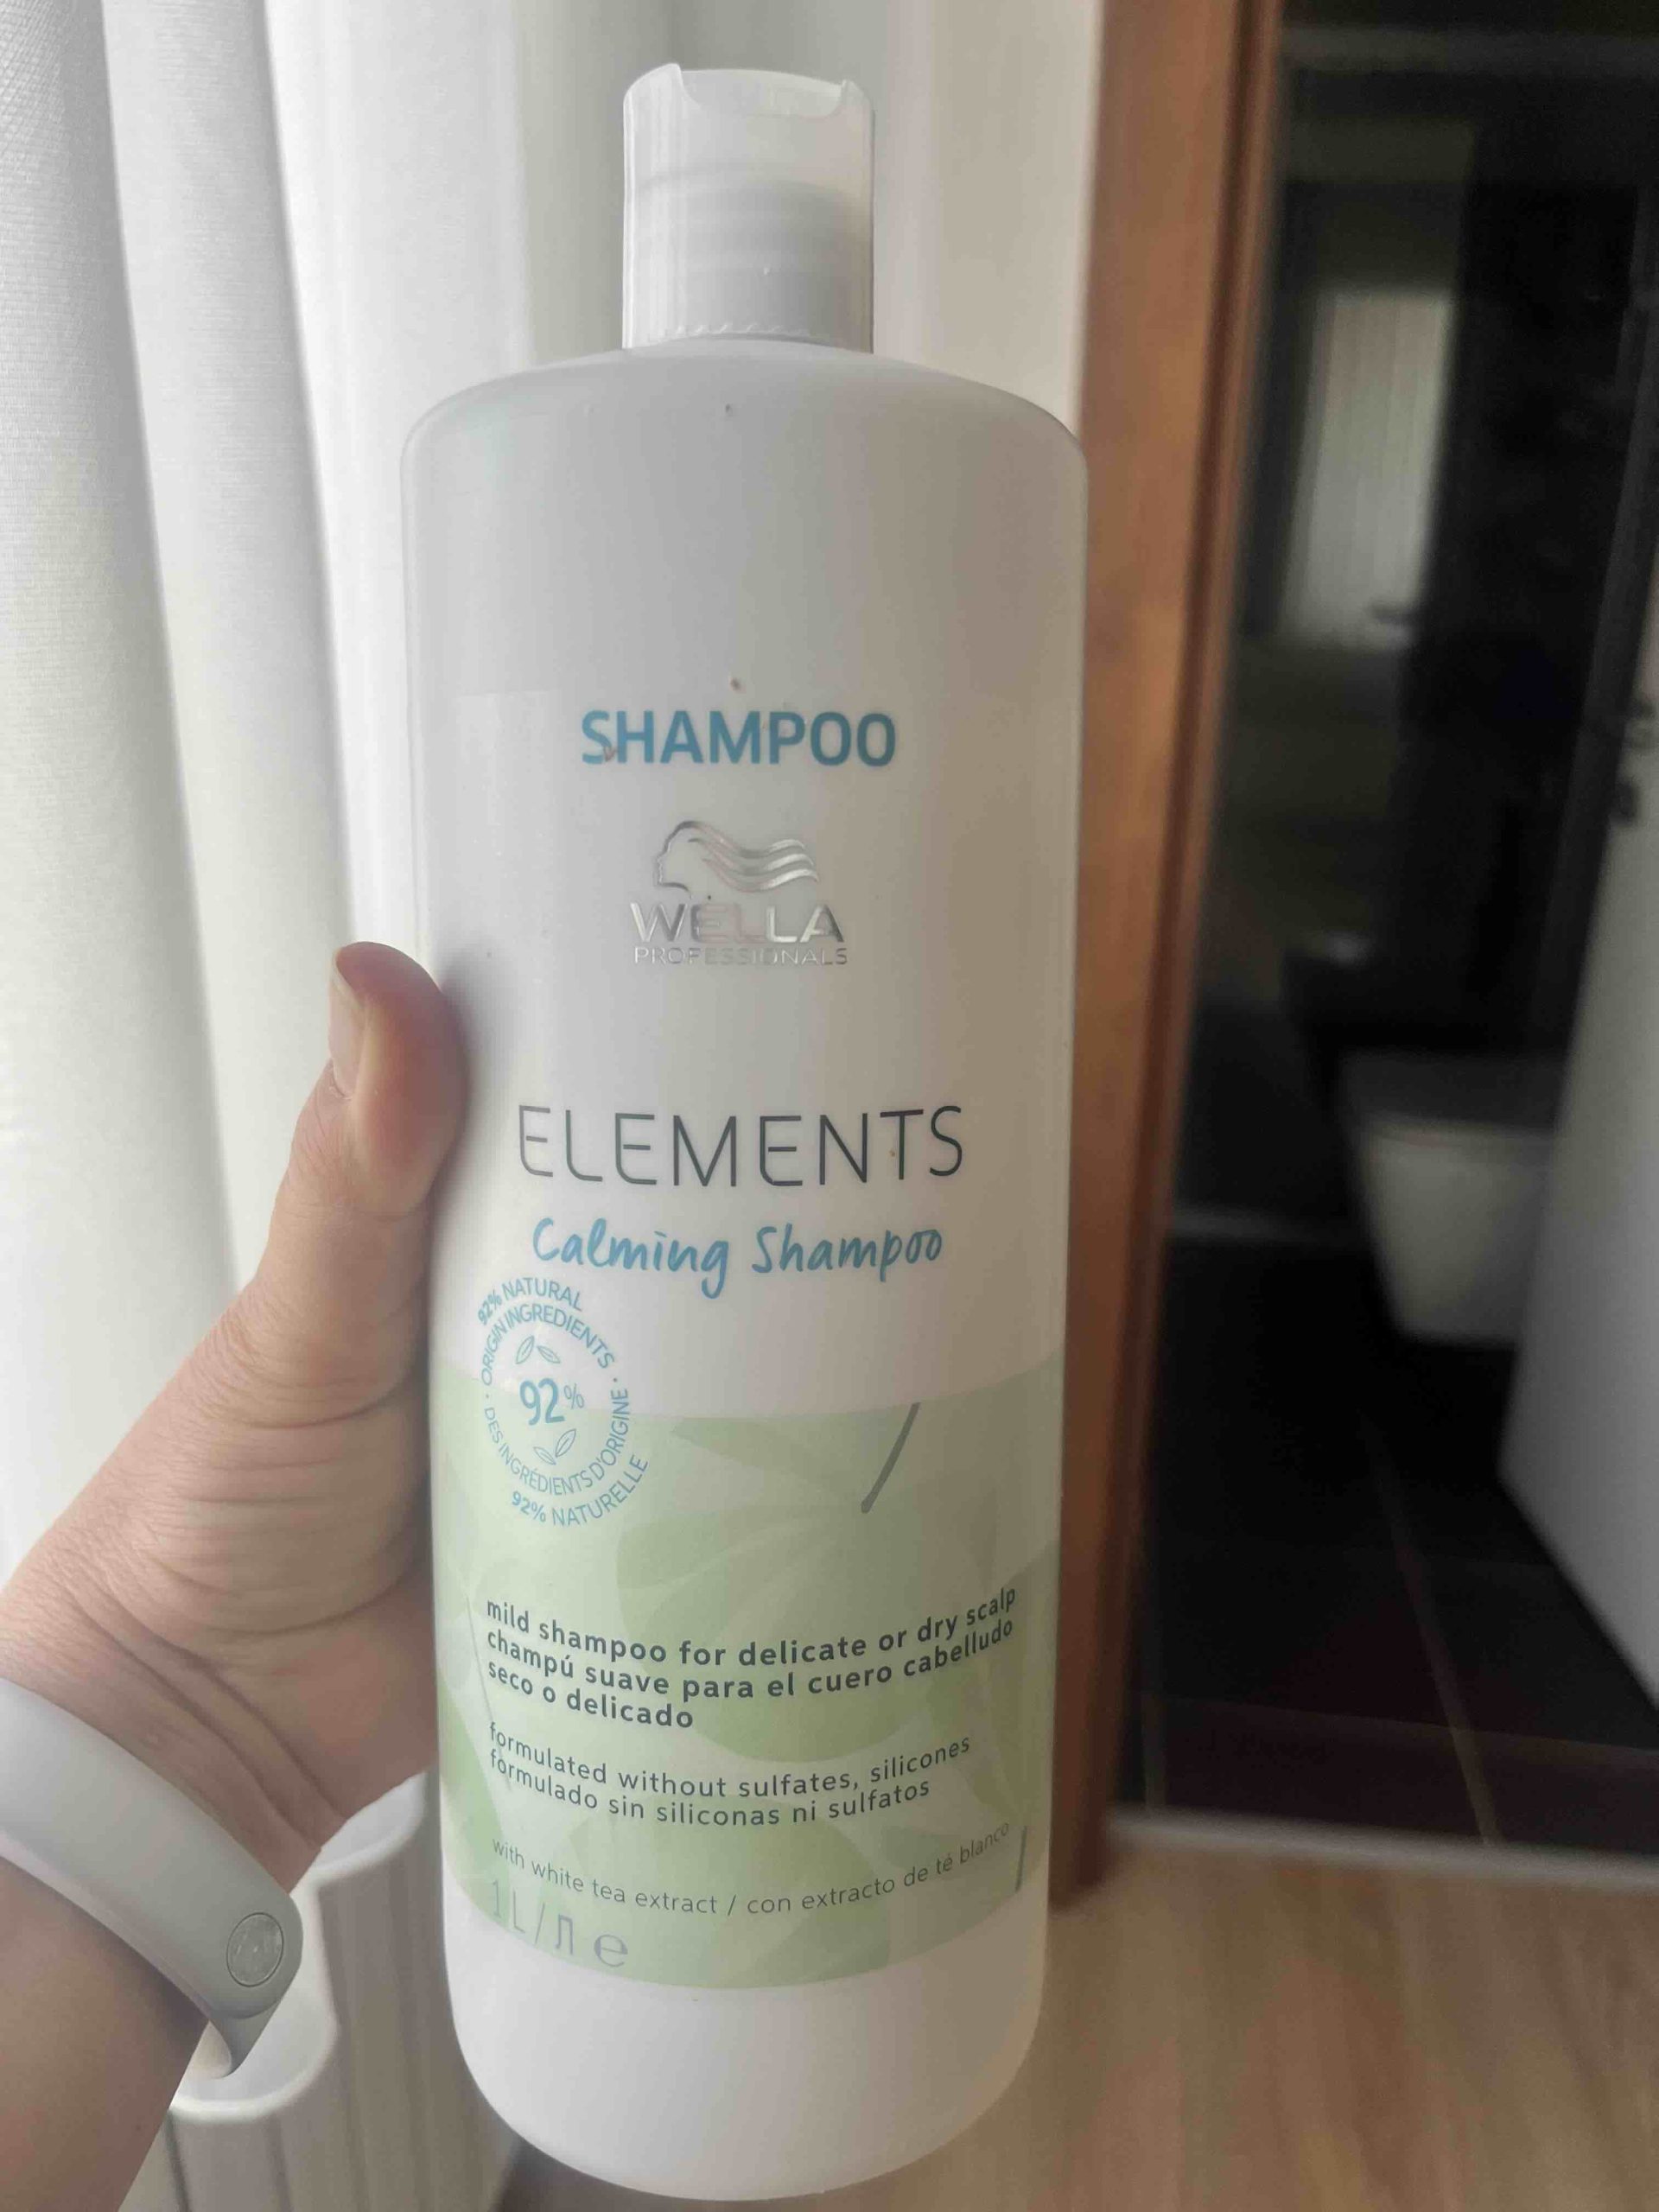 SHAMPOO
WELLA
PROFESSIONALS
ELEMENTS
Calming Shampoo
92% NATURAL
ORIGIN INGREDIENTS
92%
DES INGRÉDIENTS D'ORIGINE
92% NATURELLE
mild shampoo for delicate or dry scalp
champú suave para el cuero cabelludo
seco o delicado
formulated without sulfates, silicones
formulado sin siliconas ni sulfatos
with white tea extract / con extracto de té blanco
1L/Л e